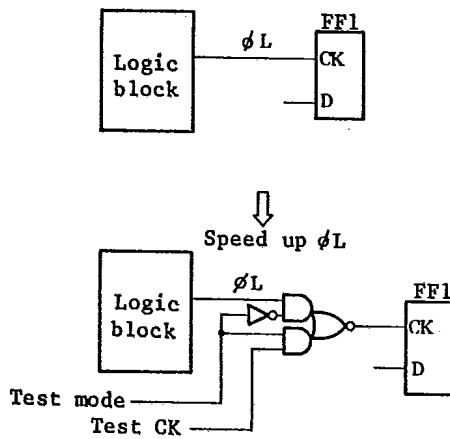 FF1
φL
CK
Logic
block
D
Speed up φL
φL
FF1
Logic
block
CK
D
Test mode
Test CK